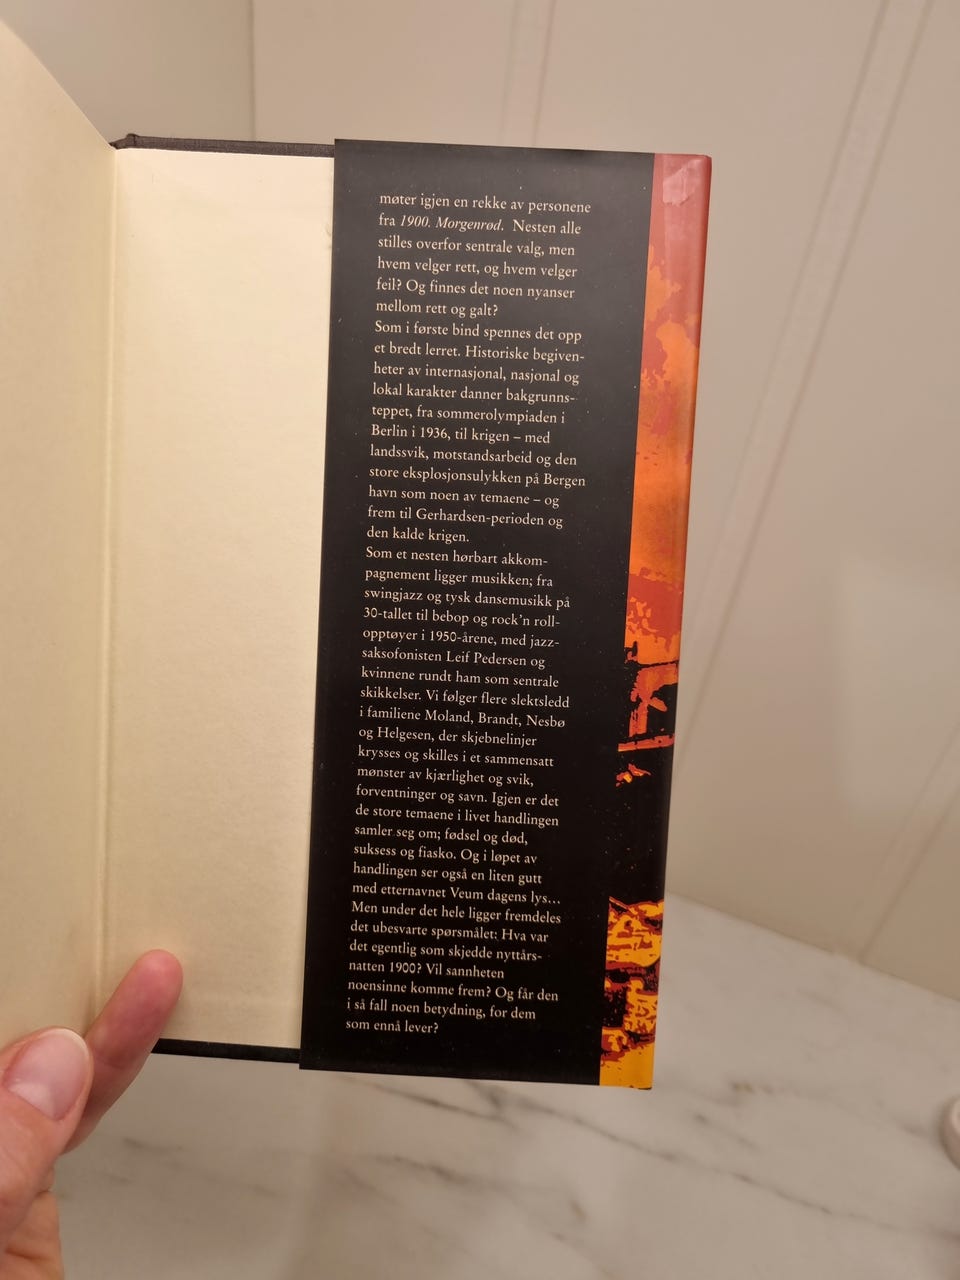 møter igjen en rekke av personene
fra 1900. Morgenrød. Nesten alle
stilles overfor sentrale valg, men
hvem velger rett, og hvem velger
feil? Og finnes det noen nyanser
mellom rett og galt?
Som i første bind spennes det opp
et bredt lerret. Historiske begiven-
heter av internasjonal, nasjonal og
lokal karakter danner bakgrunns-
teppet, fra sommerolympiaden i
Berlin i 1936, til krigen – med
landssvik, motstandsarbeid og den
store eksplosjonsulykken på Bergen
havn som noen av temaene – og
frem til Gerhardsen-perioden og
den kalde krigen.
Som et nesten hørbart akkom-
pagnement ligger musikken; fra
swingjazz og tysk dansemusikk på
30-tallet til bebop og rock'n roll-
opptøyer i 1950-årene, med jazz-
saksofonisten Leif Pedersen og
kvinnene rundt ham som sentrale
skikkelser. Vi følger flere slektsledd
i familiene Moland, Brandt, Nesbø
og Helgesen, der skjebnelinjer
krysses og skilles i et sammensatt
mønster av kjærlighet og svik,
forventninger og savn. Igjen er det
de store temaene i livet handlingen
samler seg om; fødsel og død,
suksess og fiasko. Og i løpet av
handlingen ser også en liten gutt
med etternavnet Veum dagens lys...
Men under det hele ligger fremdeles
det ubesvarte spørsmålet: Hva var
det egentlig som skjedde nyttårs-
natten 1900? Vil sannheten
noensinne komme frem? Og får den
i så fall noen betydning, for dem
som ennå lever?